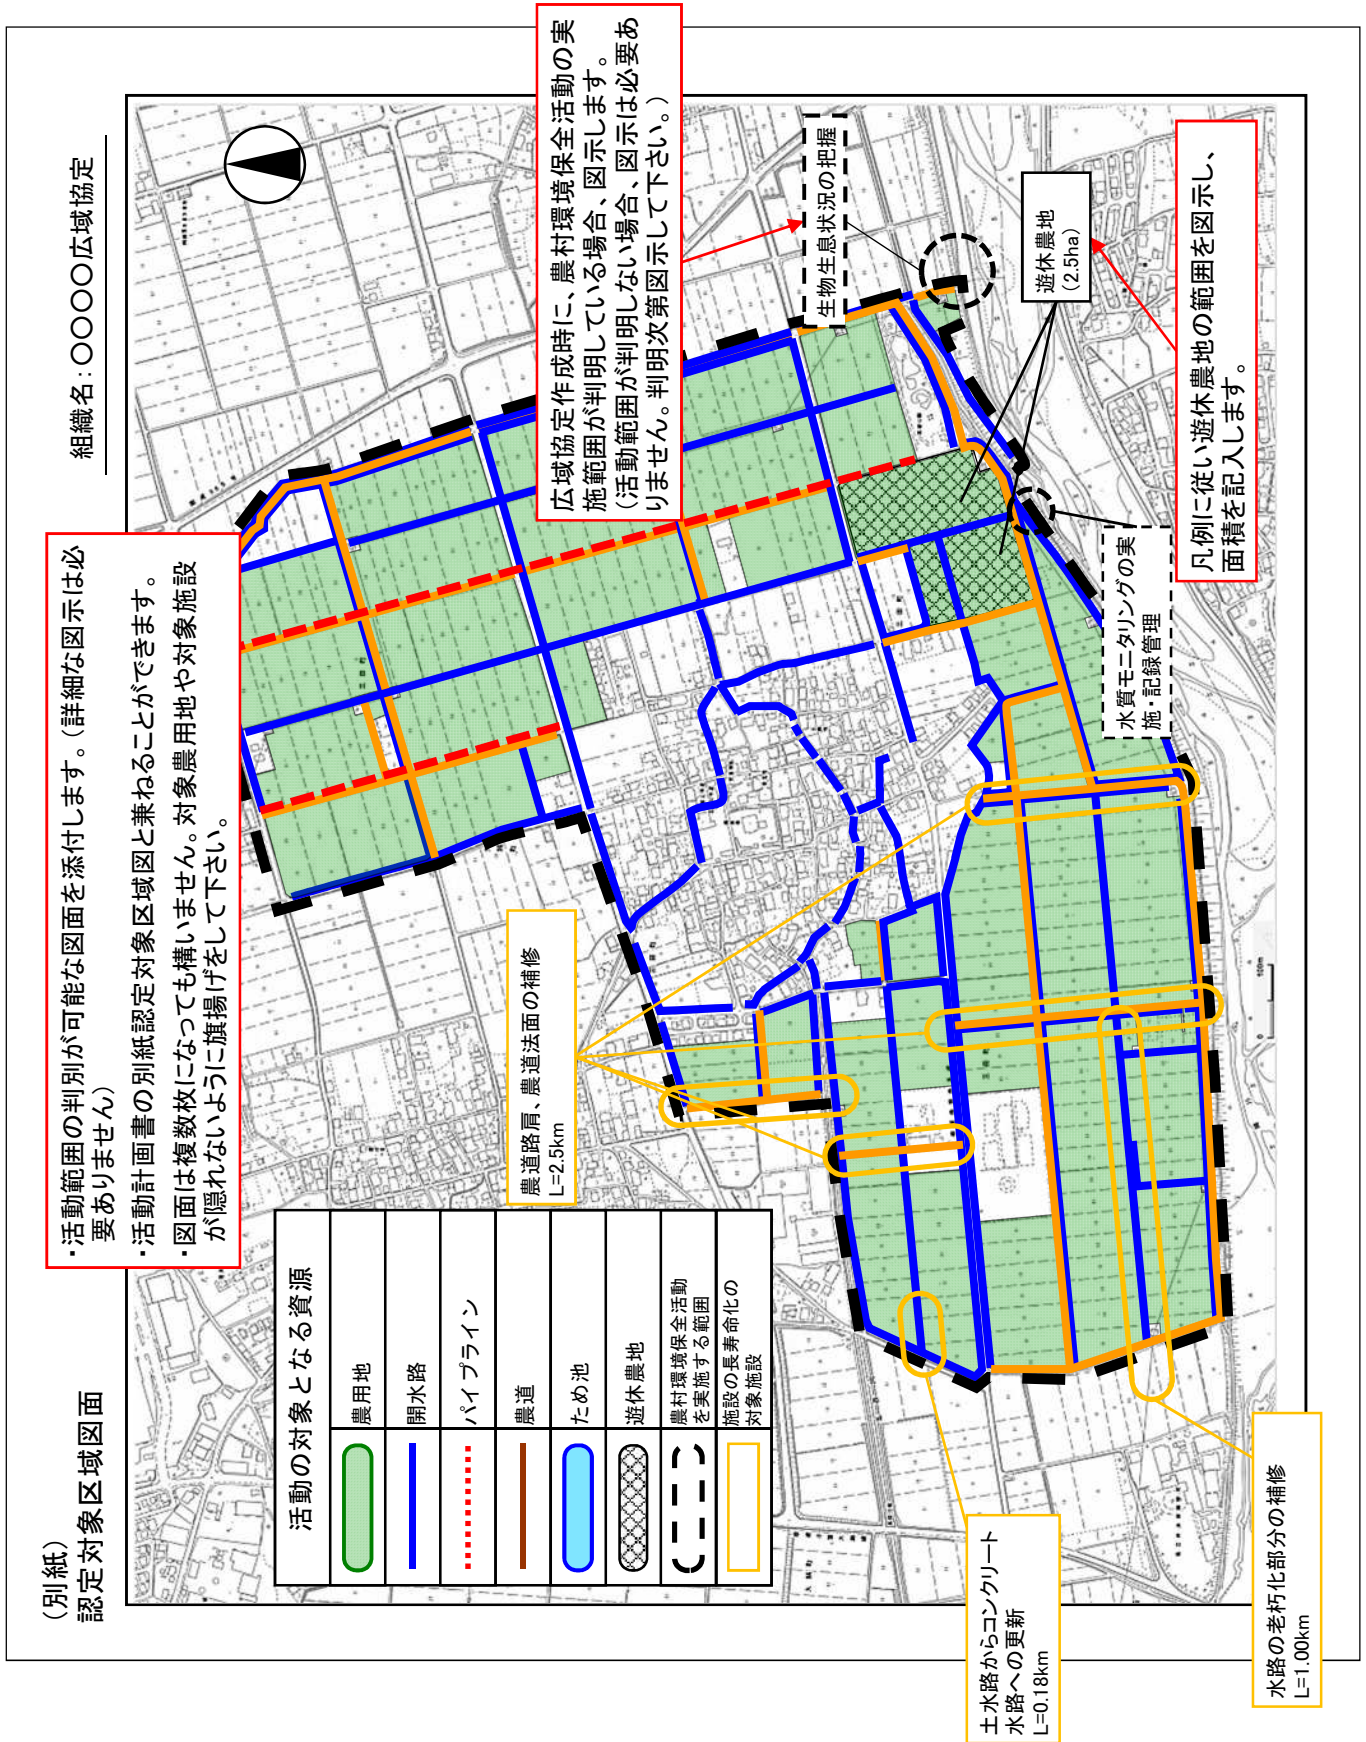 （別紙）
認定対象区域図面
組織名：〇〇〇〇広域協定
・活動範囲の判別が可能な図面を添付します。（詳細な図示は必
要ありません）
・活動計画書の別紙認定対象区域図と兼ねることができます。
・図面は複数枚になっても構いません。対象農用地や対象施設
が隠れないように旗揚げをして下さい。
広域協定作成時に、農村環境保全活動の実
施範囲が判明している場合、図示します。
（活動範囲が判明しない場合、図示は必要あ
りません。判明次第図示して下さい。）
生物生息状況の把握
遊休農地
（2.5ha）
凡例に従い遊休農地の範囲を図示し、
面積を記入します。
水質モニタリングの実
施・記録管理
農道路肩、農道法面の補修
L=2.5km
活動の対象となる資源
農用地
開水路
パイプライン
農道
ため池
遊休農地
農村環境保全活動
を実施する範囲
施設の長寿命化の
対象施設
土水路からコンクリート
水路への更新
L=0.18km
水路の老朽化部分の補修
L=1.00km
0 100m